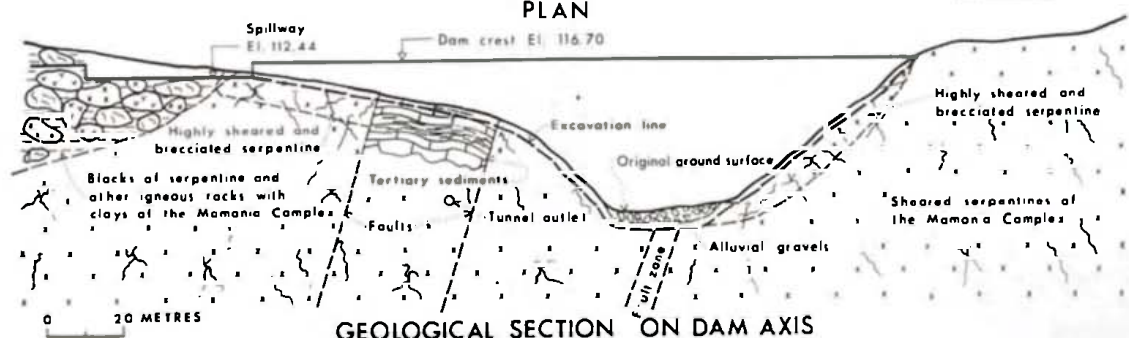 PLAN
Spillway
El. 112.44
Dam crest El. 116.70
Highly sheared and
brecciated serpentine
Excavation line
Original ground surface
Highly sheared and
brecciated serpentine
Blocks of serpentine and
other igneous rocks with
clays of the Mamonia Complex
Tertiary sediments
Faults
Tunnel outlet
Fault zone
Alluvial gravels
Sheared serpentines of
the Mamonia Complex
0 20 METRES
GEOLOGICAL SECTION ON DAM AXIS